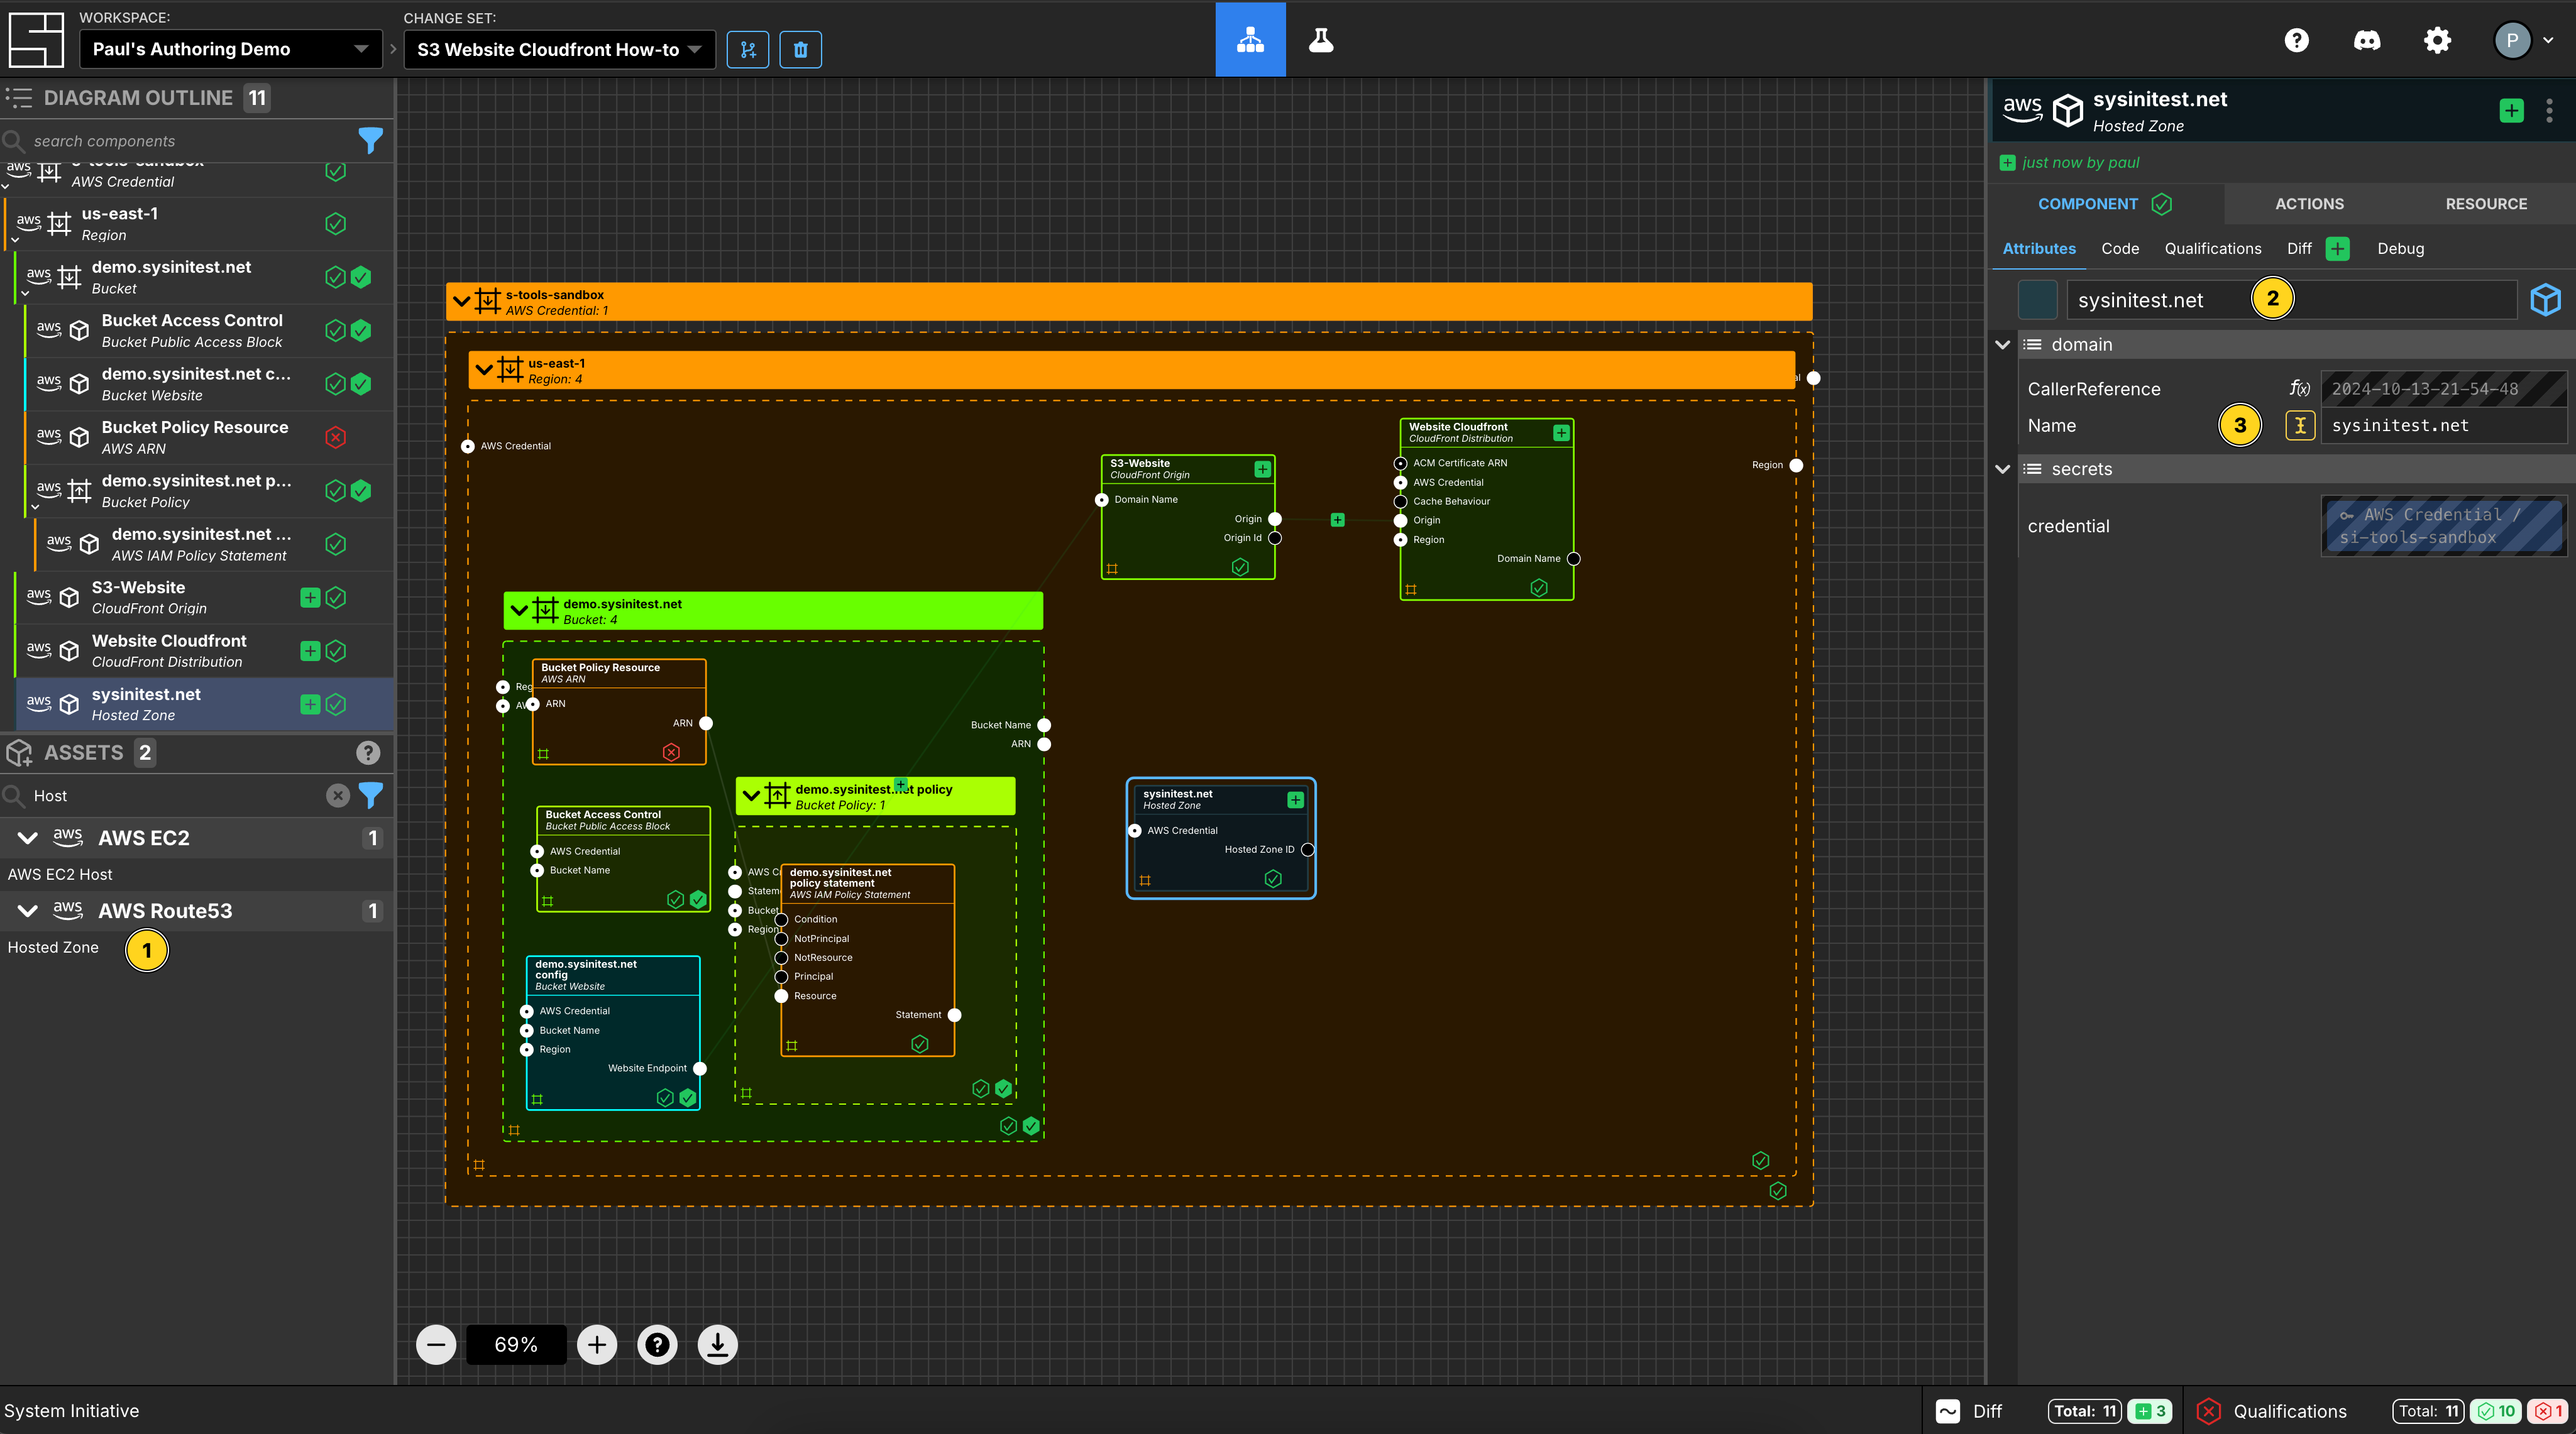 WORKSPACE:
Paul's Authoring Demo
CHANGE SET:
S3 Website Cloudfront How-to
P
DIAGRAM OUTLINE 11
search components
aws s-tools-sandbox
AWS Credential
aws us-east-1
Region
aws demo.sysinitest.net
Bucket
aws Bucket Access Control
Bucket Public Access Block
aws demo.sysinitest.net c...
Bucket Website
aws Bucket Policy Resource
AWS ARN
aws demo.sysinitest.net p...
Bucket Policy
aws demo.sysinitest.net ...
AWS IAM Policy Statement
aws S3-Website
CloudFront Origin
aws Website Cloudfront
CloudFront Distribution
aws sysinitest.net
Hosted Zone
ASSETS 2
Host
aws AWS EC2 1
AWS EC2 Host
aws AWS Route53 1
Hosted Zone 1
s-tools-sandbox
AWS Credential: 1
us-east-1
Region: 4
al
AWS Credential
Region
S3-Website
CloudFront Origin
Domain Name
Origin
Origin Id
Website Cloudfront
CloudFront Distribution
ACM Certificate ARN
AWS Credential
Cache Behaviour
Origin
Region
Domain Name
demo.sysinitest.net
Bucket: 4
Reg
AW
Bucket Name
ARN
Bucket Policy Resource
AWS ARN
ARN
ARN
Bucket Access Control
Bucket Public Access Block
AWS Credential
Bucket Name
demo.sysinitest.net
config
Bucket Website
AWS Credential
Bucket Name
Region
Website Endpoint
demo.sysinitest.net policy
Bucket Policy: 1
AWS C
Statem
Bucket
Region
demo.sysinitest.net
policy statement
AWS IAM Policy Statement
Condition
NotPrincipal
NotResource
Principal
Resource
Statement
sysinitest.net
Hosted Zone
AWS Credential
Hosted Zone ID
69%
aws sysinitest.net
Hosted Zone
just now by paul
COMPONENT ACTIONS RESOURCE
Attributes Code Qualifications Diff Debug
sysinitest.net 2
domain
CallerReference f(x) 2024-10-13-21-54-48
Name 3 sysinitest.net
secrets
credential AWS Credential /
si-tools-sandbox
System Initiative
Diff Total: 11 3
Qualifications Total: 11 10 1